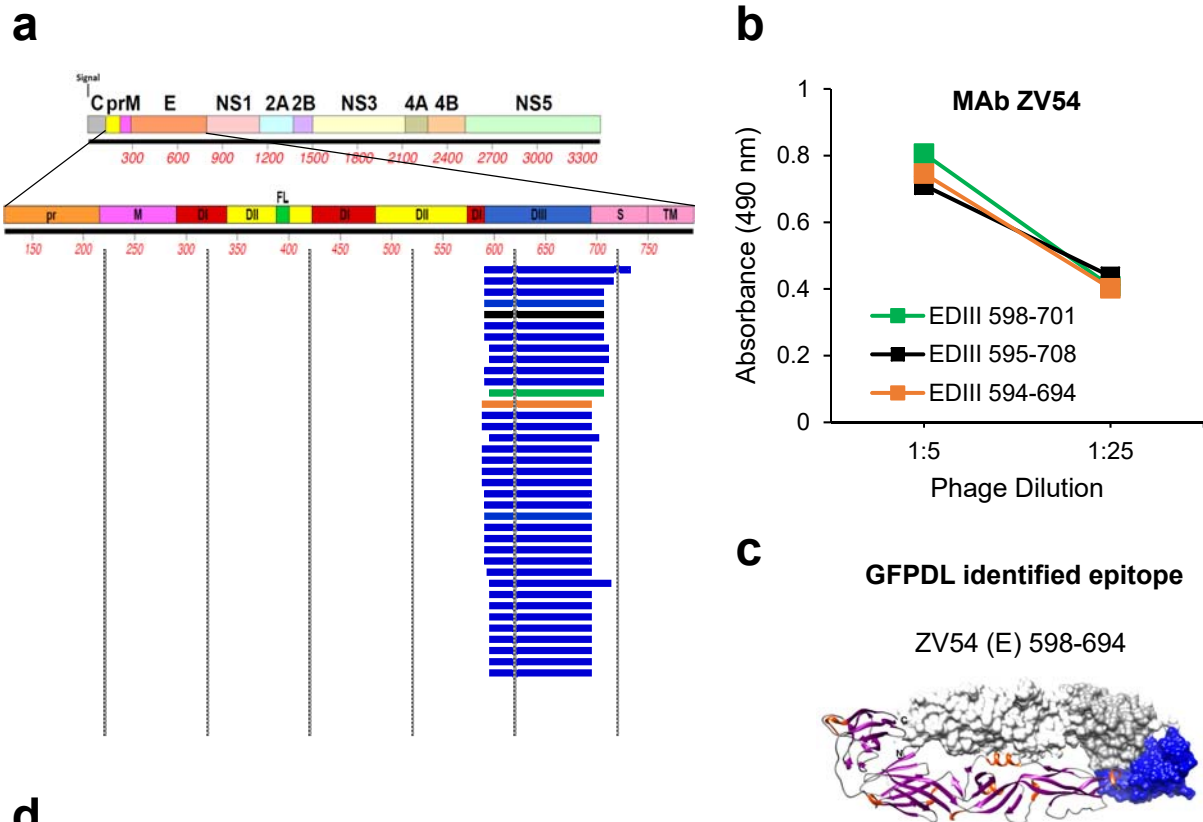 a
Signal
C prM E NS1 2A 2B NS3 4A 4B NS5
300 600 900 1200 1500 1800 2100 2400 2700 3000 3300
FL
pr M DI DII DI DII DI DIII S TM
150 200 250 300 350 400 450 500 550 600 650 700 750
b
MAb ZV54
Absorbance (490 nm)
1
0.8
0.6
0.4
0.2
0
EDIII 598-701
EDIII 595-708
EDIII 594-694
1:5 1:25
Phage Dilution
c
GFPDL identified epitope
ZV54 (E) 598-694
C
N
d